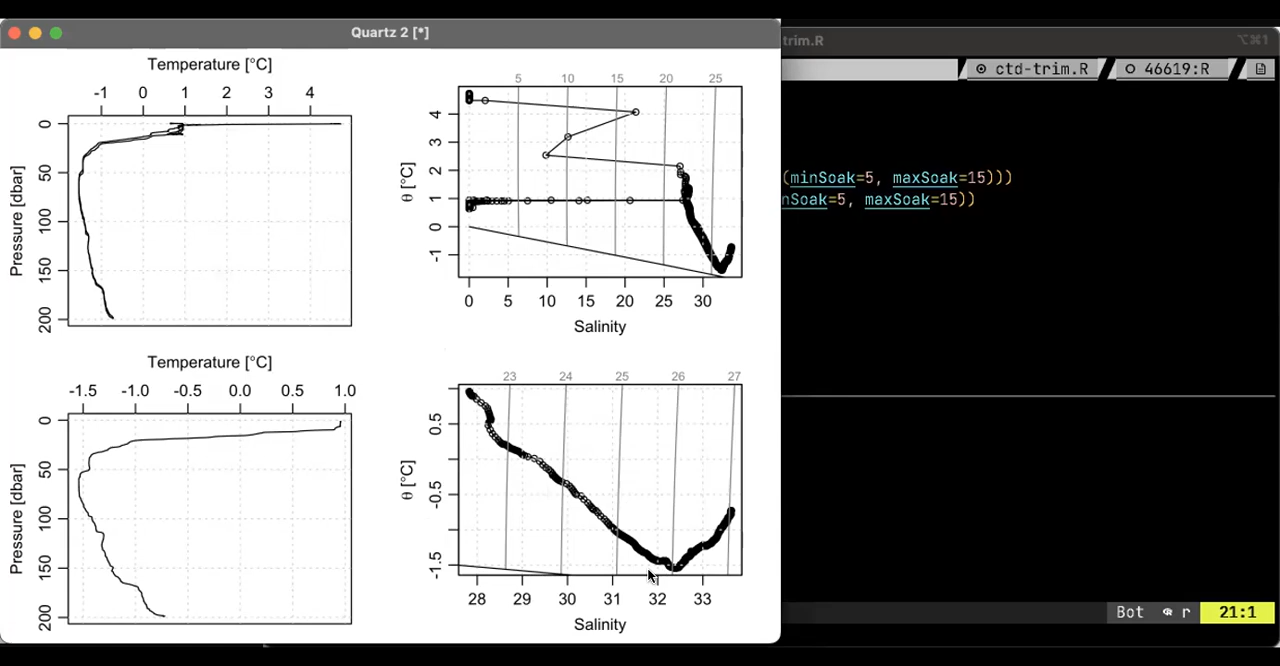 Quartz 2 [*]
Temperature [°C]
-1 0 1 2 3 4
0
50
100
150
200
Pressure [dbar]
5 10 15 20 25
4
3
2
1
0
-1
θ [°C]
0 5 10 15 20 25 30
Salinity
Temperature [°C]
-1.5 -1.0 -0.5 0.0 0.5 1.0
0
50
100
150
200
Pressure [dbar]
23 24 25 26 27
0.5
-0.5
-1.5
θ [°C]
28 29 30 31 32 33
Salinity
trim.R
⌥⌘1
ctd-trim.R
46619:R
(minSoak=5, maxSoak=15)))
nSoak=5, maxSoak=15))
Bot r 21:1